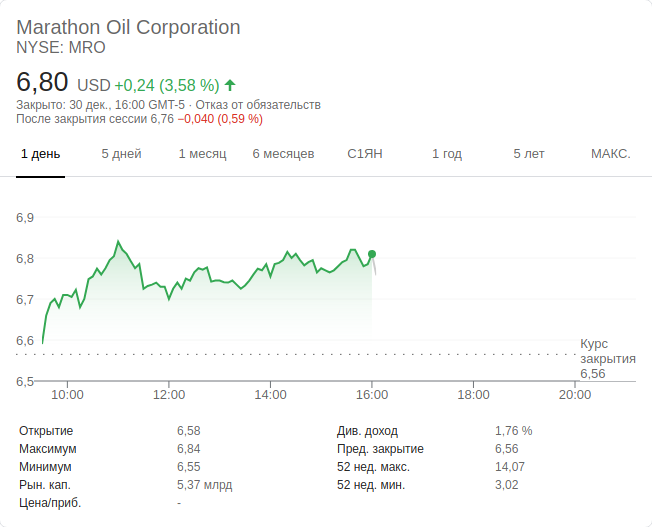 Marathon Oil Corporation
NYSE: MRO
6,80 USD +0,24 (3,58 %)
Закрыто: 30 дек., 16:00 GMT-5 · Отказ от обязательств
После закрытия сессии 6,76 −0,040 (0,59 %)
1 день 5 дней 1 месяц 6 месяцев С1ЯН 1 год 5 лет МАКС.
6,9
6,8
6,7
6,6
Курс
закрытия
6,56
6,5
10:00 12:00 14:00 16:00 18:00 20:00
Открытие 6,58 Див. доход 1,76 %
Максимум 6,84 Пред. закрытие 6,56
Минимум 6,55 52 нед. макс. 14,07
Рын. кап. 5,37 млрд 52 нед. мин. 3,02
Цена/приб. -